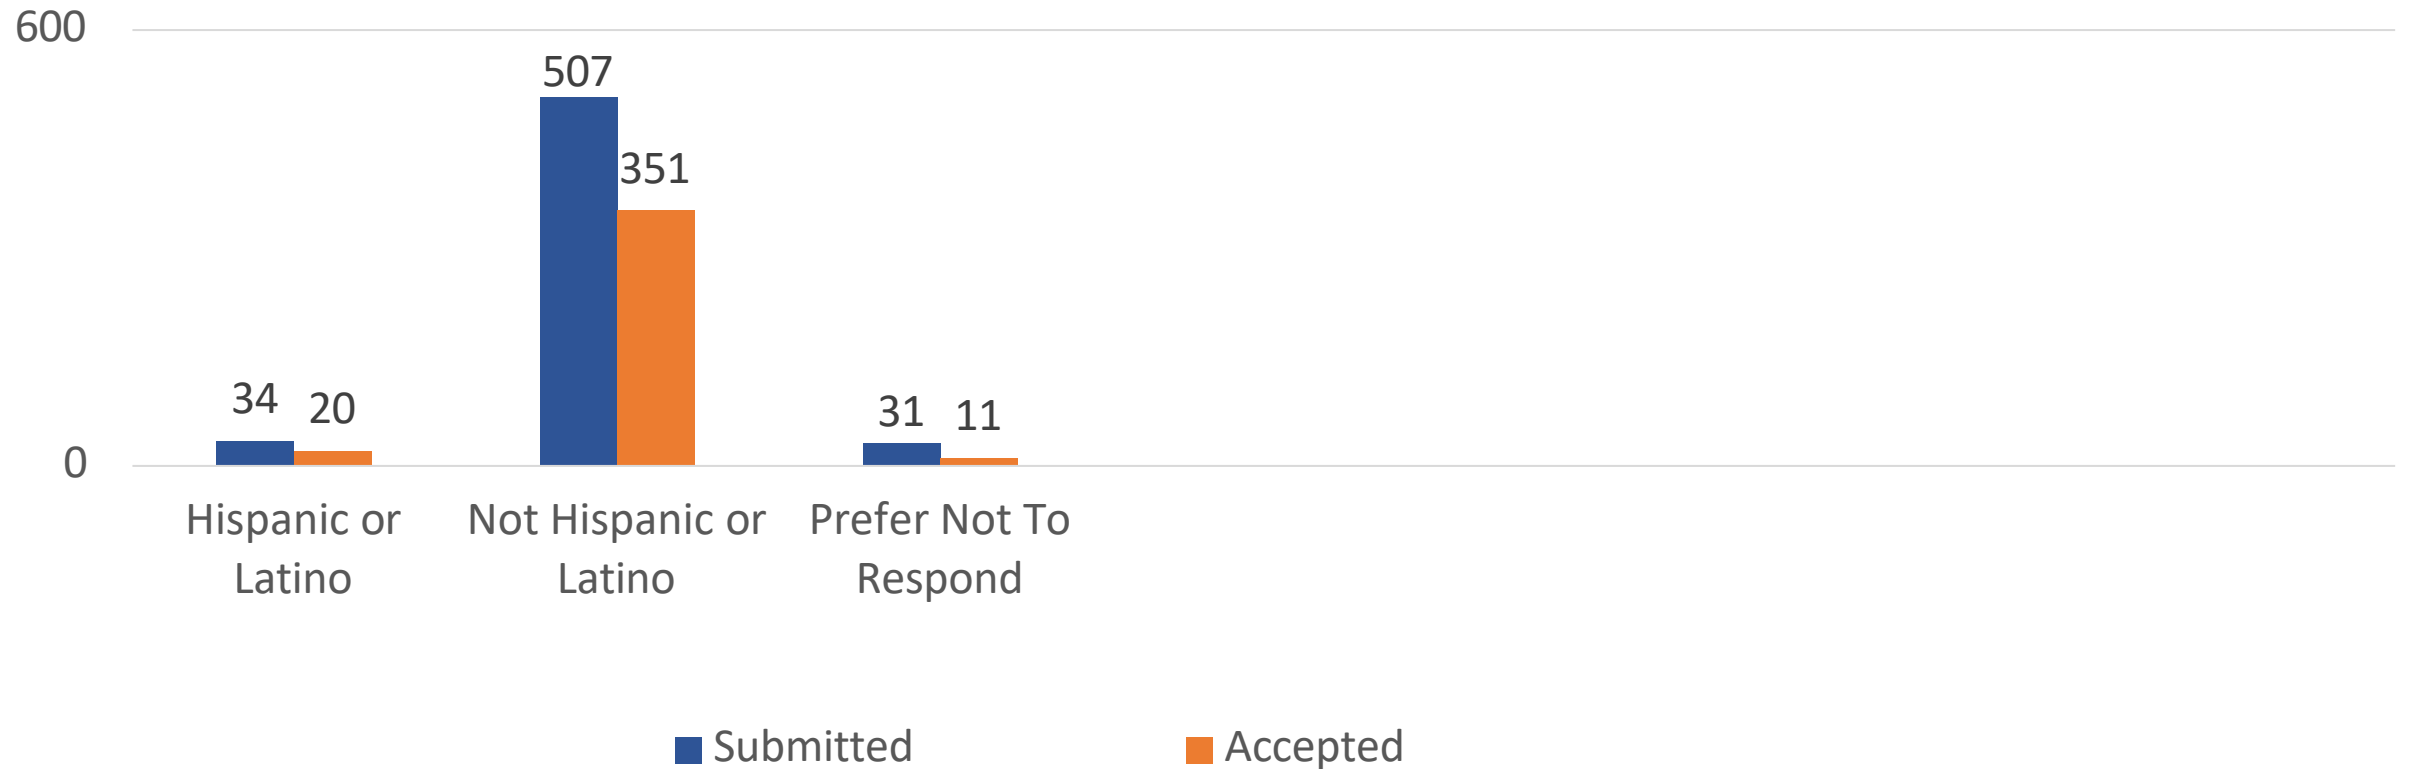 600
507
351
34
20
31
11
0
Hispanic or
Latino
Not Hispanic or
Latino
Prefer Not To
Respond
Submitted
Accepted